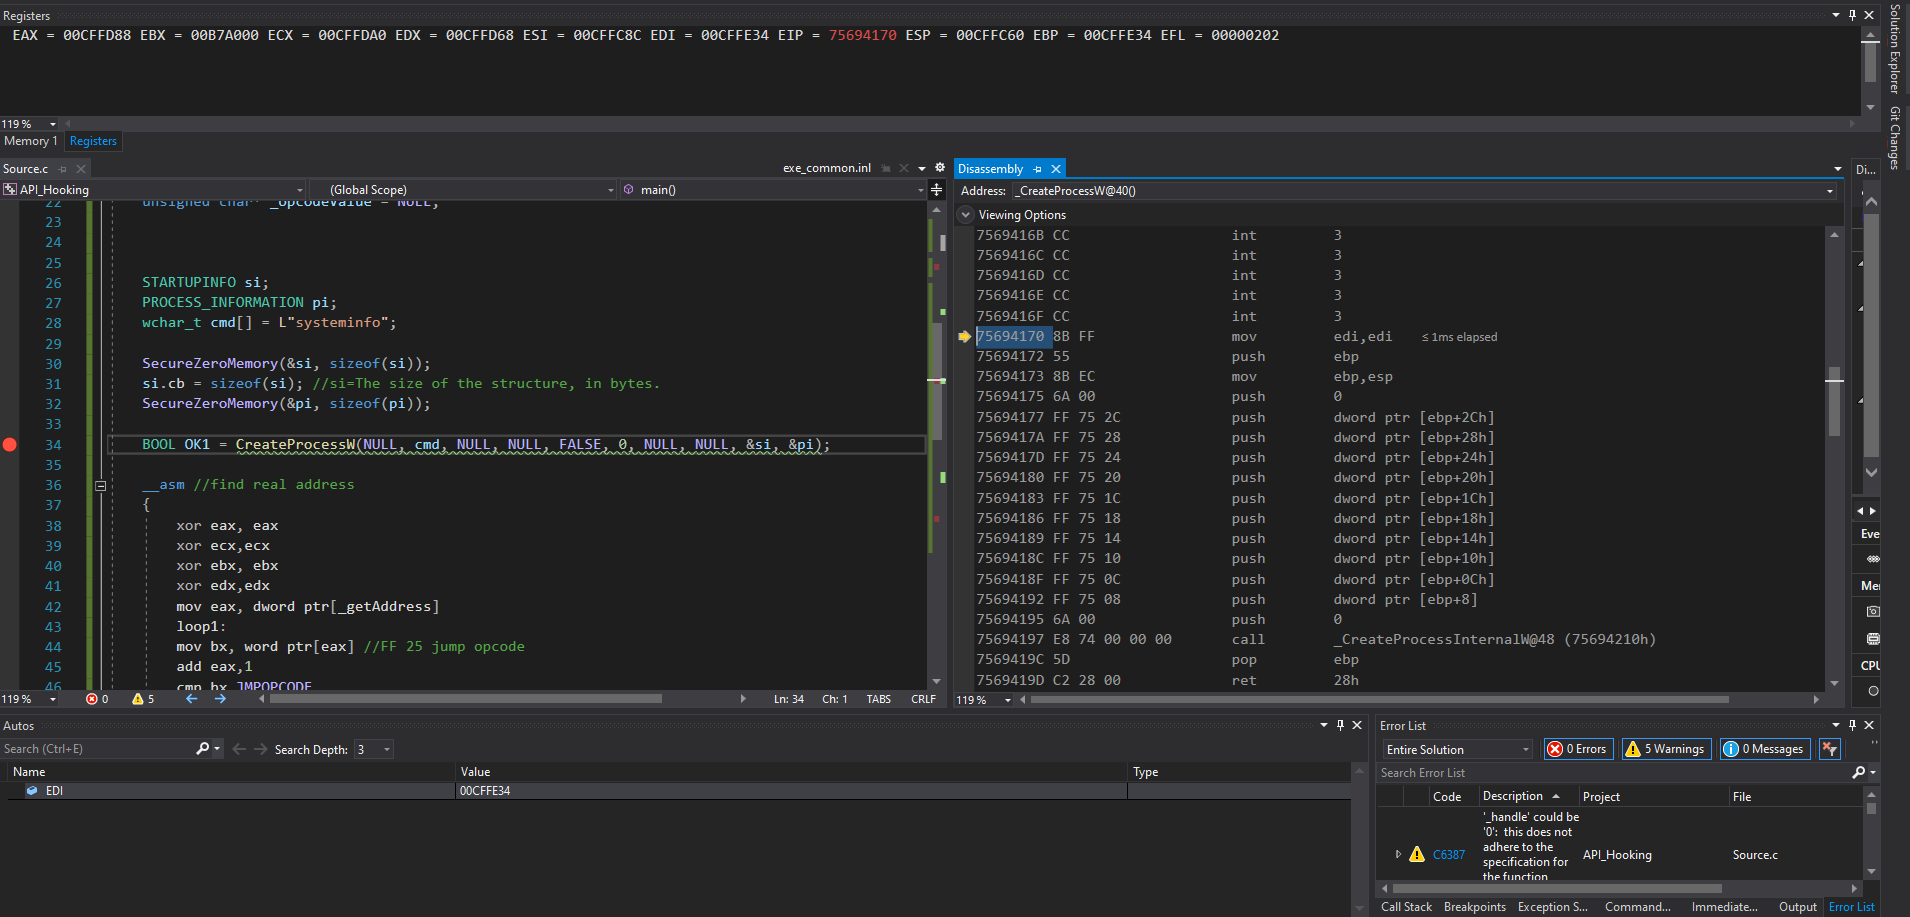 Registers
EAX = 00CFFD88 EBX = 00B7A000 ECX = 00CFFDA0 EDX = 00CFFD68 ESI = 00CFFC8C EDI = 00CFFE34 EIP = 75694170 ESP = 00CFFC60 EBP = 00CFFE34 EFL = 00000202
119 %
Memory 1 Registers
Solution Explorer
Git Changes
Source.c exe_common.inl
API_Hooking (Global Scope) main()
22 unsigned char* _opcodeValue = NULL;
23
24
25
26 STARTUPINFO si;
27 PROCESS_INFORMATION pi;
28 wchar_t cmd[] = L"systeminfo";
29
30 SecureZeroMemory(&si, sizeof(si));
31 si.cb = sizeof(si); //si=The size of the structure, in bytes.
32 SecureZeroMemory(&pi, sizeof(pi));
33
34 BOOL OK1 = CreateProcessW(NULL, cmd, NULL, NULL, FALSE, 0, NULL, NULL, &si, &pi);
35
36 __asm //find real address
37 {
38 xor eax, eax
39 xor ecx,ecx
40 xor ebx, ebx
41 xor edx,edx
42 mov eax, dword ptr[_getAddress]
43 loop1:
44 mov bx, word ptr[eax] //FF 25 jump opcode
45 add eax,1
46 cmp bx, JMPOPCODE
119 % 0 5 Ln: 34 Ch: 1 TABS CRLF
Disassembly
Address: _CreateProcessW@40()
Viewing Options
7569416B CC int 3
7569416C CC int 3
7569416D CC int 3
7569416E CC int 3
7569416F CC int 3
75694170 8B FF mov edi,edi ≤ 1ms elapsed
75694172 55 push ebp
75694173 8B EC mov ebp,esp
75694175 6A 00 push 0
75694177 FF 75 2C push dword ptr [ebp+2Ch]
7569417A FF 75 28 push dword ptr [ebp+28h]
7569417D FF 75 24 push dword ptr [ebp+24h]
75694180 FF 75 20 push dword ptr [ebp+20h]
75694183 FF 75 1C push dword ptr [ebp+1Ch]
75694186 FF 75 18 push dword ptr [ebp+18h]
75694189 FF 75 14 push dword ptr [ebp+14h]
7569418C FF 75 10 push dword ptr [ebp+10h]
7569418F FF 75 0C push dword ptr [ebp+0Ch]
75694192 FF 75 08 push dword ptr [ebp+8]
75694195 6A 00 push 0
75694197 E8 74 00 00 00 call _CreateProcessInternalW@48 (75694210h)
7569419C 5D pop ebp
7569419D C2 28 00 ret 28h
119 %
Di...
Eve
Mer
CPU
Autos
Search (Ctrl+E) Search Depth: 3
Name Value Type
EDI 00CFFE34
Error List
Entire Solution 0 Errors 5 Warnings 0 Messages
Search Error List
Code Description Project File
C6387 '_handle' could be
'0': this does not
adhere to the
specification for
the function
API_Hooking Source.c
Call Stack Breakpoints Exception S... Command... Immediate... Output Error List